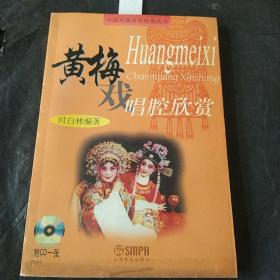 中国戏曲音乐欣赏丛书
Huangmeixi
黄梅戏
Changqiang Xinshang
唱腔欣赏
时白林编著
附CD一张
SMPH
上海音乐出版社